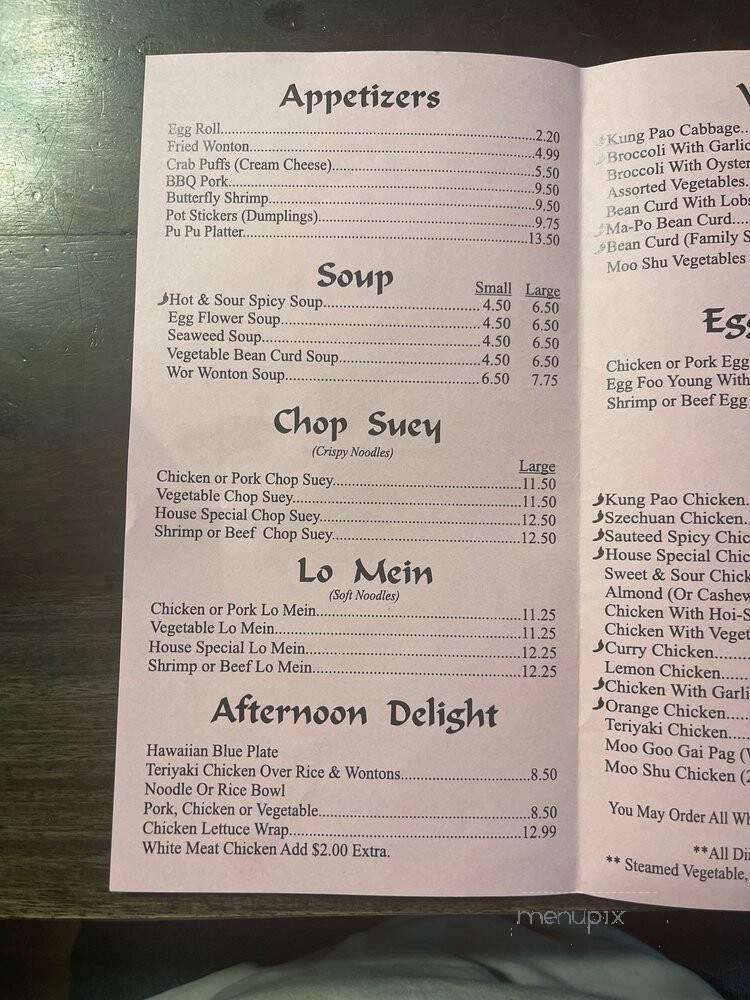 Appetizers
Egg Roll 2.20
Fried Wonton 4.99
Crab Puffs (Cream Cheese) 5.50
BBQ Pork 9.50
Butterfly Shrimp 9.50
Pot Stickers (Dumplings) 9.75
Pu Pu Platter 13.50
Soup
Small Large
Hot & Sour Spicy Soup 4.50 6.50
Egg Flower Soup 4.50 6.50
Seaweed Soup 4.50 6.50
Vegetable Bean Curd Soup 4.50 6.50
Wor Wonton Soup 6.50 7.75
Chop Suey
(Crispy Noodles)
Large
Chicken or Pork Chop Suey 11.50
Vegetable Chop Suey 11.50
House Special Chop Suey 12.50
Shrimp or Beef Chop Suey 12.50
Lo Mein
(Soft Noodles)
Chicken or Pork Lo Mein 11.25
Vegetable Lo Mein 11.25
House Special Lo Mein 12.25
Shrimp or Beef Lo Mein 12.25
Afternoon Delight
Hawaiian Blue Plate
Teriyaki Chicken Over Rice & Wontons 8.50
Noodle Or Rice Bowl
Pork, Chicken or Vegetable 8.50
Chicken Lettuce Wrap 12.99
White Meat Chicken Add $2.00 Extra.
Kung Pao Cabbage
Broccoli With Garlic
Broccoli With Oyster
Assorted Vegetables
Bean Curd With Lobs
Ma-Po Bean Curd
Bean Curd (Family S
Moo Shu Vegetables
Egg
Chicken or Pork Egg
Egg Foo Young With
Shrimp or Beef Egg
Kung Pao Chicken
Szechuan Chicken
Sauteed Spicy Chic
House Special Chic
Sweet & Sour Chick
Almond (Or Cashew
Chicken With Hoi-S
Chicken With Veget
Curry Chicken
Lemon Chicken
Chicken With Garli
Orange Chicken
Teriyaki Chicken
Moo Goo Gai Pag (
Moo Shu Chicken (2
You May Order All Wh
**All Di
** Steamed Vegetable,
menupix